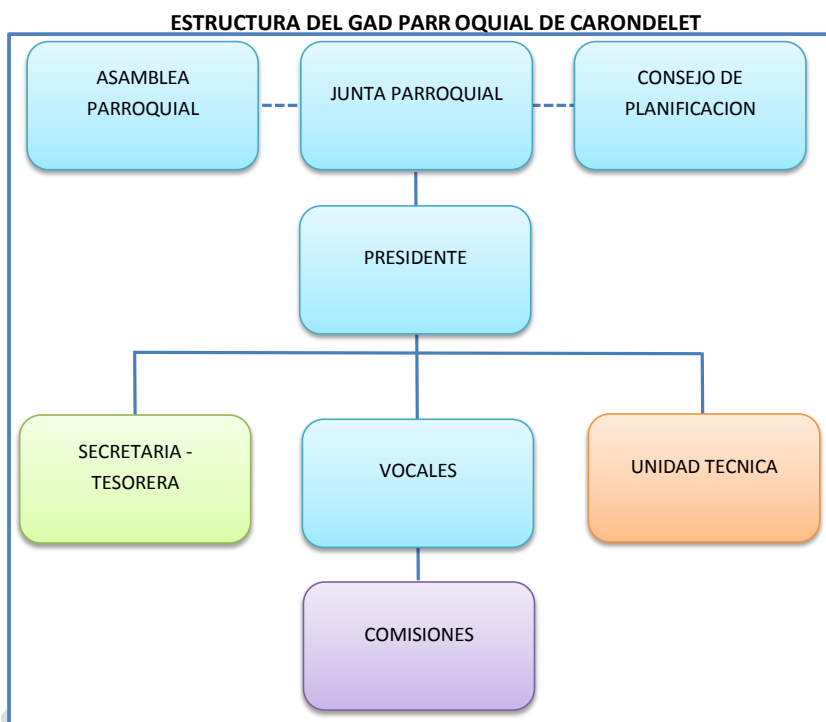 ESTRUCTURA DEL GAD PARR OQUIAL DE CARONDELET
ASAMBLEA
PARROQUIAL
JUNTA PARROQUIAL
CONSEJO DE
PLANIFICACION
PRESIDENTE
SECRETARIA -
TESORERA
VOCALES
UNIDAD TECNICA
COMISIONES